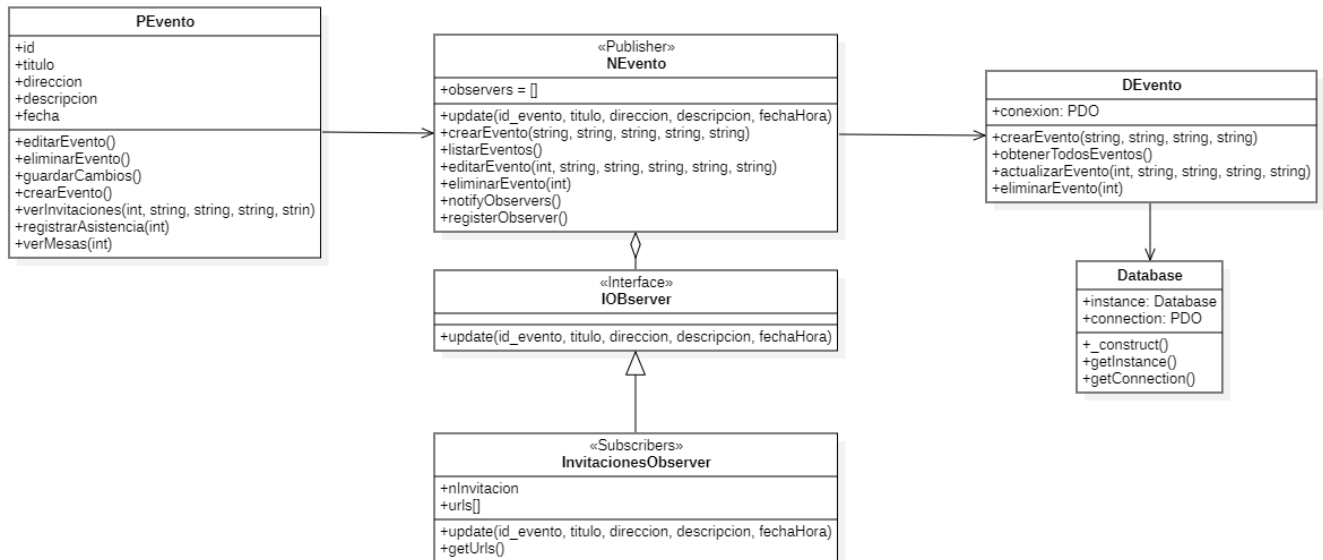 PEvento
+id
+titulo
+direccion
+descripcion
+fecha
+editarEvento()
+eliminarEvento()
+guardarCambios()
+crearEvento()
+verInvitaciones(int, string, string, string, strin)
+registrarAsistencia(int)
+verMesas(int)
«Publisher»
NEvento
+observers = []
+update(id_evento, titulo, direccion, descripcion, fechaHora)
+crearEvento(string, string, string, string, string)
+listarEventos()
+editarEvento(int, string, string, string, string, string)
+eliminarEvento(int)
+notifyObservers()
+registerObserver()
DEvento
+conexion: PDO
+crearEvento(string, string, string, string)
+obtenerTodosEventos()
+actualizarEvento(int, string, string, string, string)
+eliminarEvento(int)
«Interface»
IOBserver
+update(id_evento, titulo, direccion, descripcion, fechaHora)
Database
+instance: Database
+connection: PDO
+_construct()
+getInstance()
+getConnection()
«Subscribers»
InvitacionesObserver
+nInvitacion
+urls[]
+update(id_evento, titulo, direccion, descripcion, fechaHora)
+getUrls()